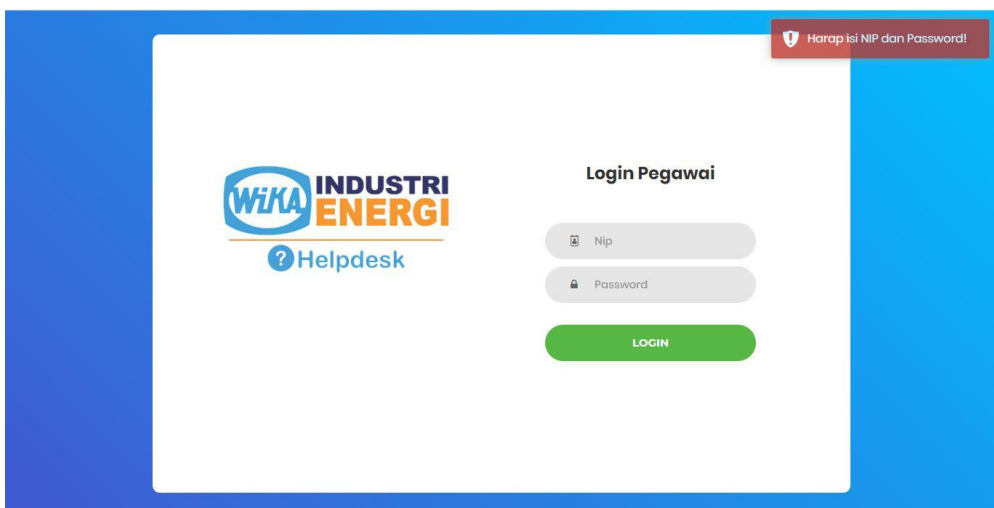 Harap isi NIP dan Password!
WiKA INDUSTRI
ENERGI
? Helpdesk
Login Pegawai
Nip
Password
LOGIN